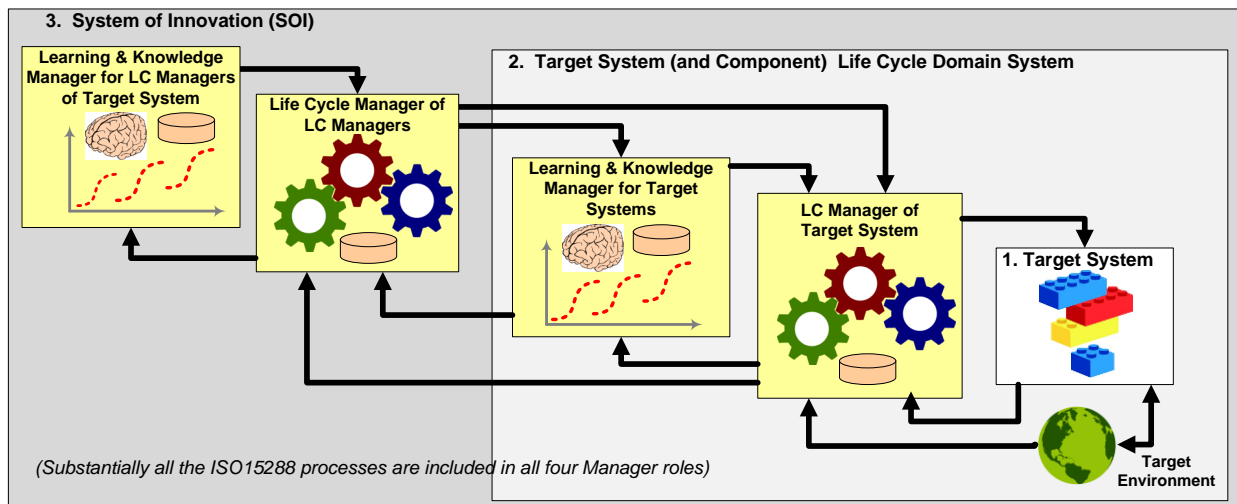 3. System of Innovation (SOI)
Learning & Knowledge
Manager for LC Managers
of Target System
2. Target System (and Component) Life Cycle Domain System
Life Cycle Manager of
LC Managers
Learning & Knowledge
Manager for Target
Systems
LC Manager of
Target System
1. Target System
(Substantially all the ISO15288 processes are included in all four Manager roles)
Target
Environment